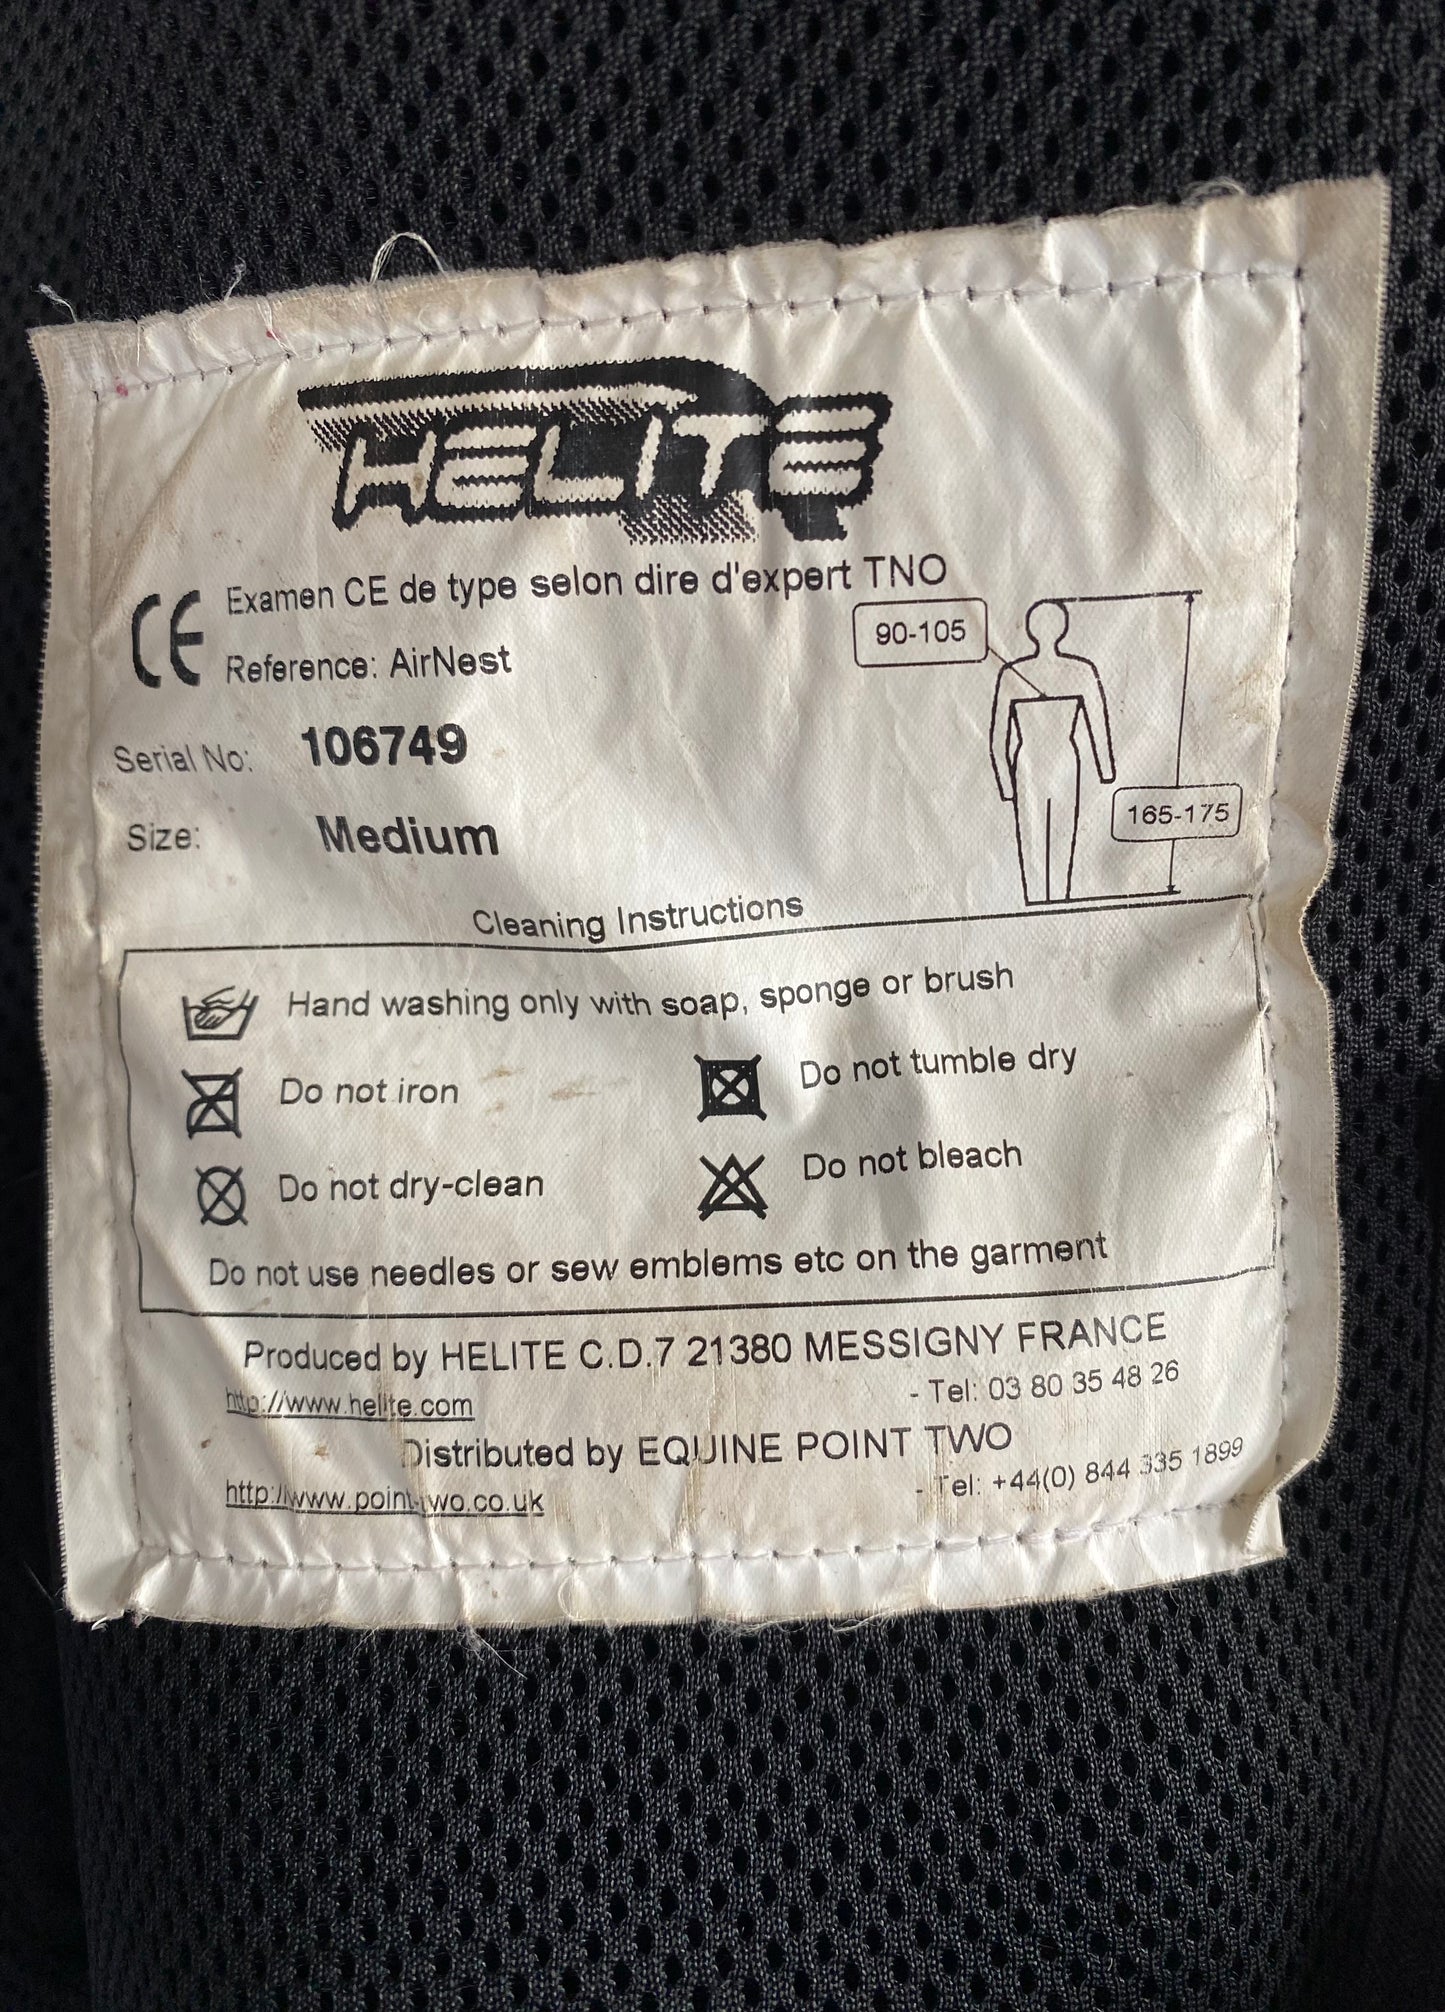 HELITE
CE
Examen CE de type selon dire d'expert TNO
Reference: AirNest
90-105
Serial No: 106749
165-175
Size: Medium
Cleaning Instructions
Hand washing only with soap, sponge or brush
Do not iron
Do not tumble dry
Do not dry-clean
Do not bleach
Do not use needles or sew emblems etc on the garment
Produced by HELITE C.D.7 21380 MESSIGNY FRANCE
http://www.helite.com - Tel: 03 80 35 48 26
Distributed by EQUINE POINT TWO
http://www.point-two.co.uk - Tel: +44(0) 844 335 1899